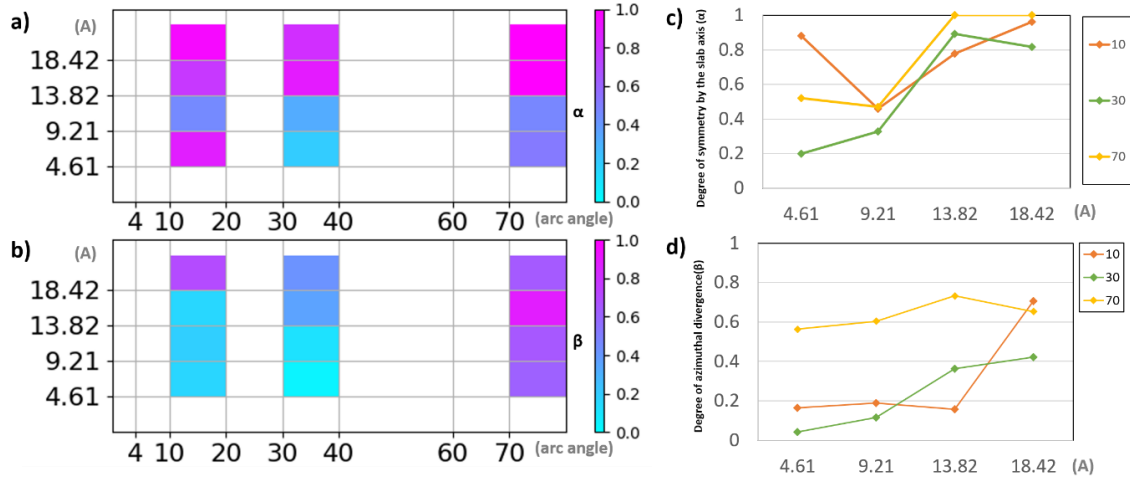 a)
(A)
18.42
13.82
9.21
4.61
4 10 20 30 40 60 70 (arc angle)
1.0
0.8
0.6
0.4
0.2
0.0
α
b)
(A)
18.42
13.82
9.21
4.61
4 10 20 30 40 60 70 (arc angle)
1.0
0.8
0.6
0.4
0.2
0.0
β
c)
Degree of symmetry by the slab axis (α)
1
0.8
0.6
0.4
0.2
0
4.61 9.21 13.82 18.42 (A)
10
30
70
d)
Degree of azimuthal divergence(β)
1
0.8
0.6
0.4
0.2
0
4.61 9.21 13.82 18.42 (A)
10
30
70